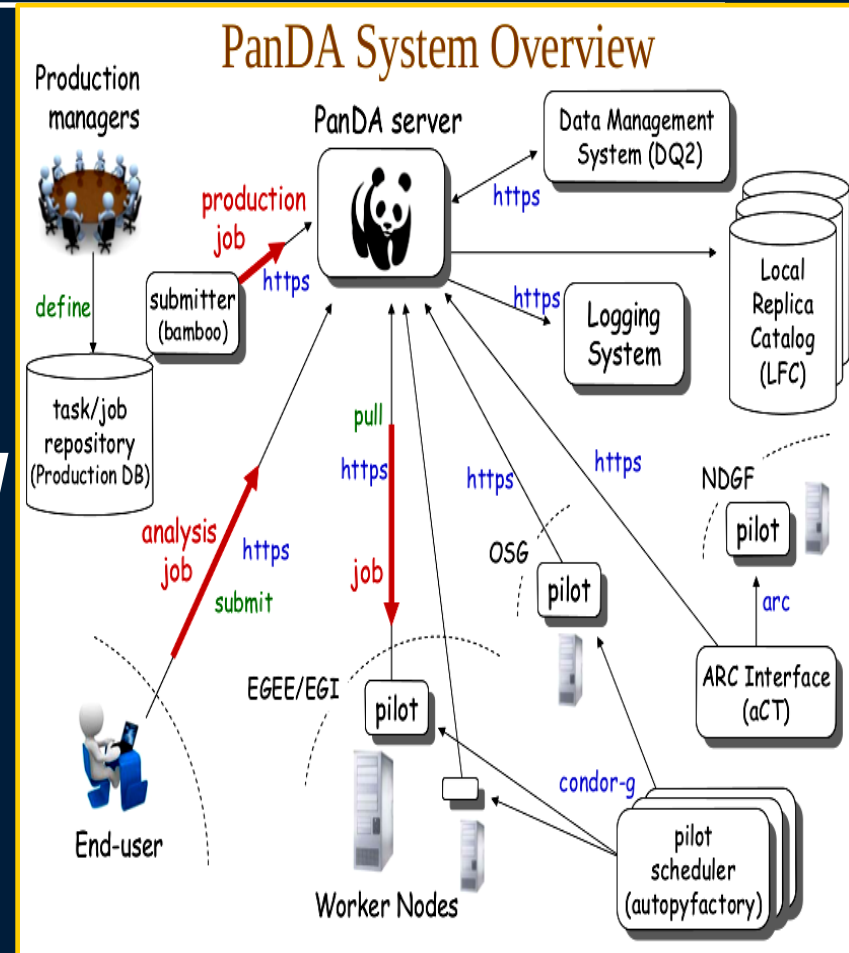 PanDA System Overview
Production
managers
PanDA server
Data Management
System (DQ2)
https
production
job
https
submitter
(bamboo)
define
https
Logging
System
Local
Replica
Catalog
(LFC)
task/job
repository
(Production DB)
pull
https
job
https
https
analysis
job
https
submit
NDGF
pilot
OSG
pilot
arc
EGEE/EGI
pilot
ARC Interface
(aCT)
condor-g
End-user
Worker Nodes
pilot
scheduler
(autopyfactory)